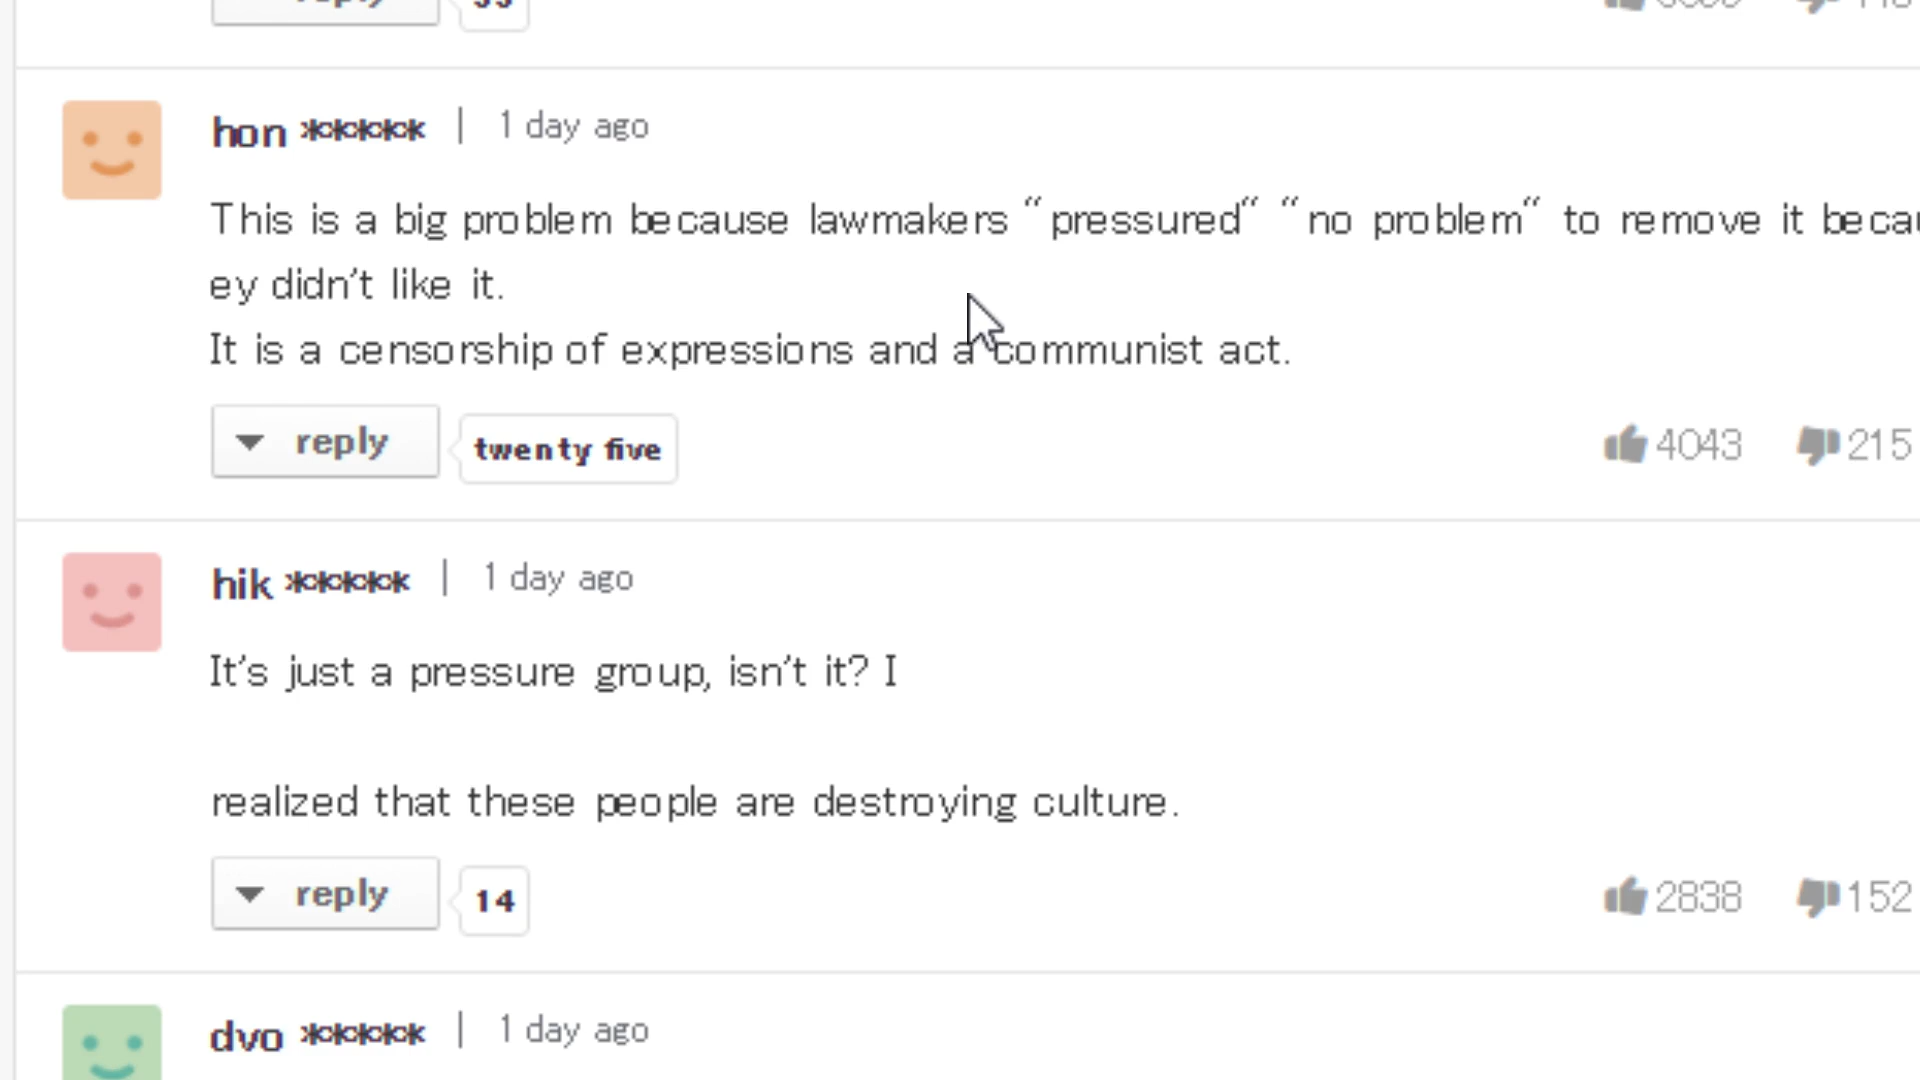 hon ***** | 1 day ago
This is a big problem because lawmakers “pressured“ “no problem“ to remove it becau
ey didn't like it.
It is a censorship of expressions and a communist act.
reply twenty five 4043 215
hik ***** | 1 day ago
It's just a pressure group, isn't it? I
realized that these people are destroying culture.
reply 14 2838 152
dvo ***** | 1 day ago